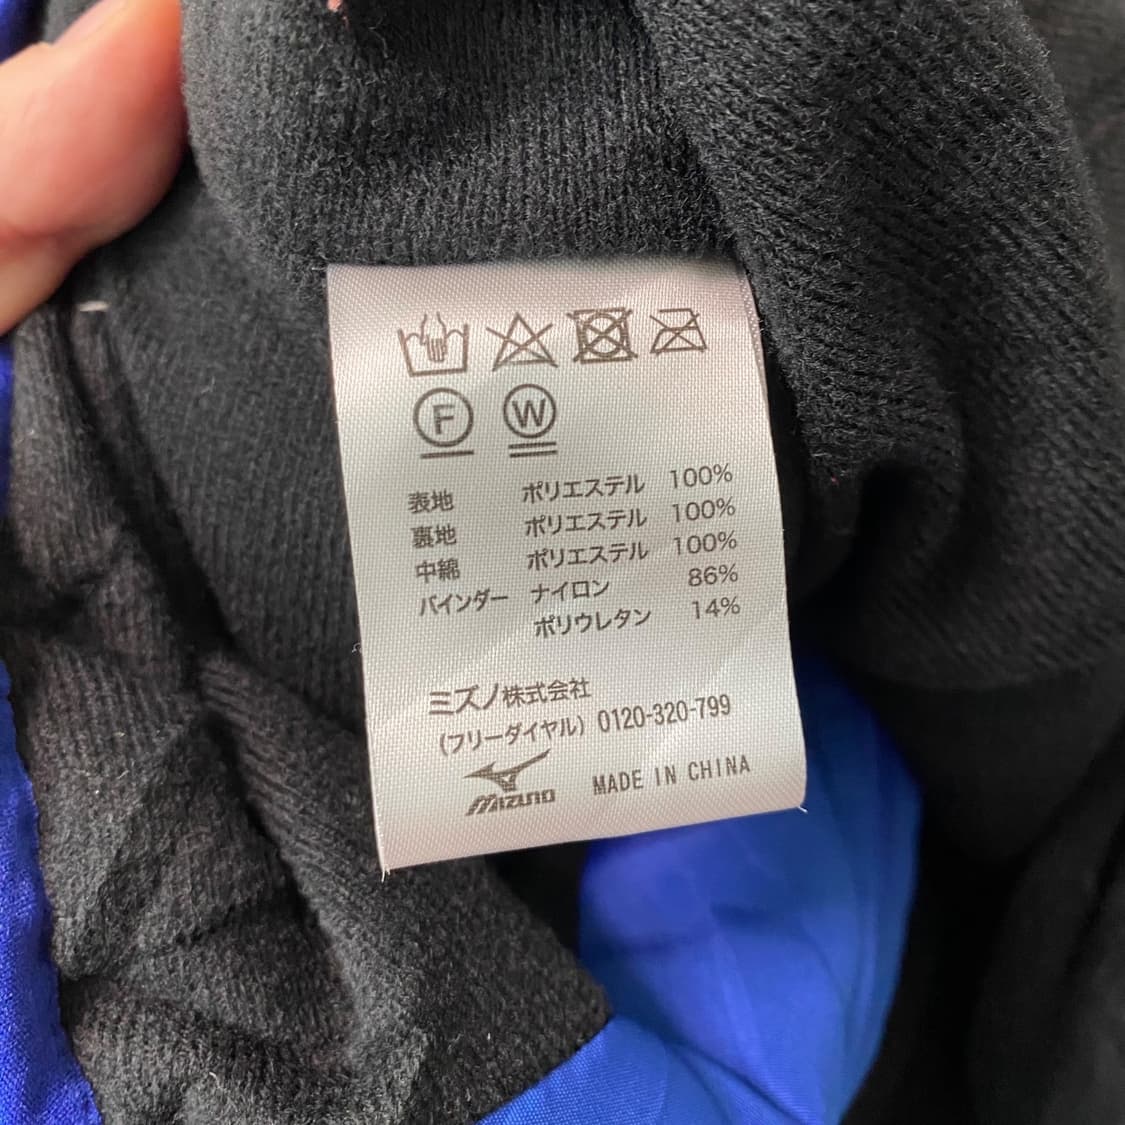 F W
表地 ポリエステル 100%
裏地 ポリエステル 100%
中綿 ポリエステル 100%
バインダー ナイロン 86%
ポリウレタン 14%
ミズノ株式会社
(フリーダイヤル) 0120-320-799
MIZUNO MADE IN CHINA